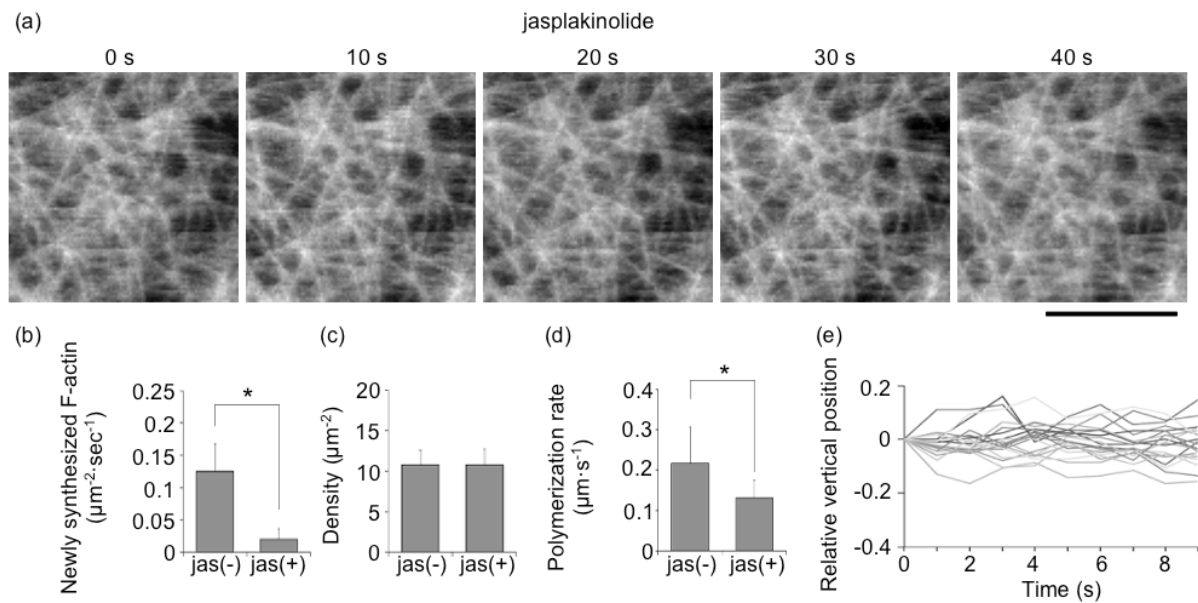 (a)
jasplakinolide
0 s 10 s 20 s 30 s 40 s
(b)
Newly synthesized F-actin
(µm⁻²·sec⁻¹)
0.25
0.2
0.15
0.1
0.05
0
*
jas(-) jas(+)
(c)
Density (µm⁻²)
20
15
10
5
0
jas(-) jas(+)
(d)
Polymerization rate
(µm·s⁻¹)
0.4
0.3
0.2
0.1
0
*
jas(-) jas(+)
(e)
Relative vertical position
0.2
0
-0.2
-0.4
0 2 4 6 8
Time (s)